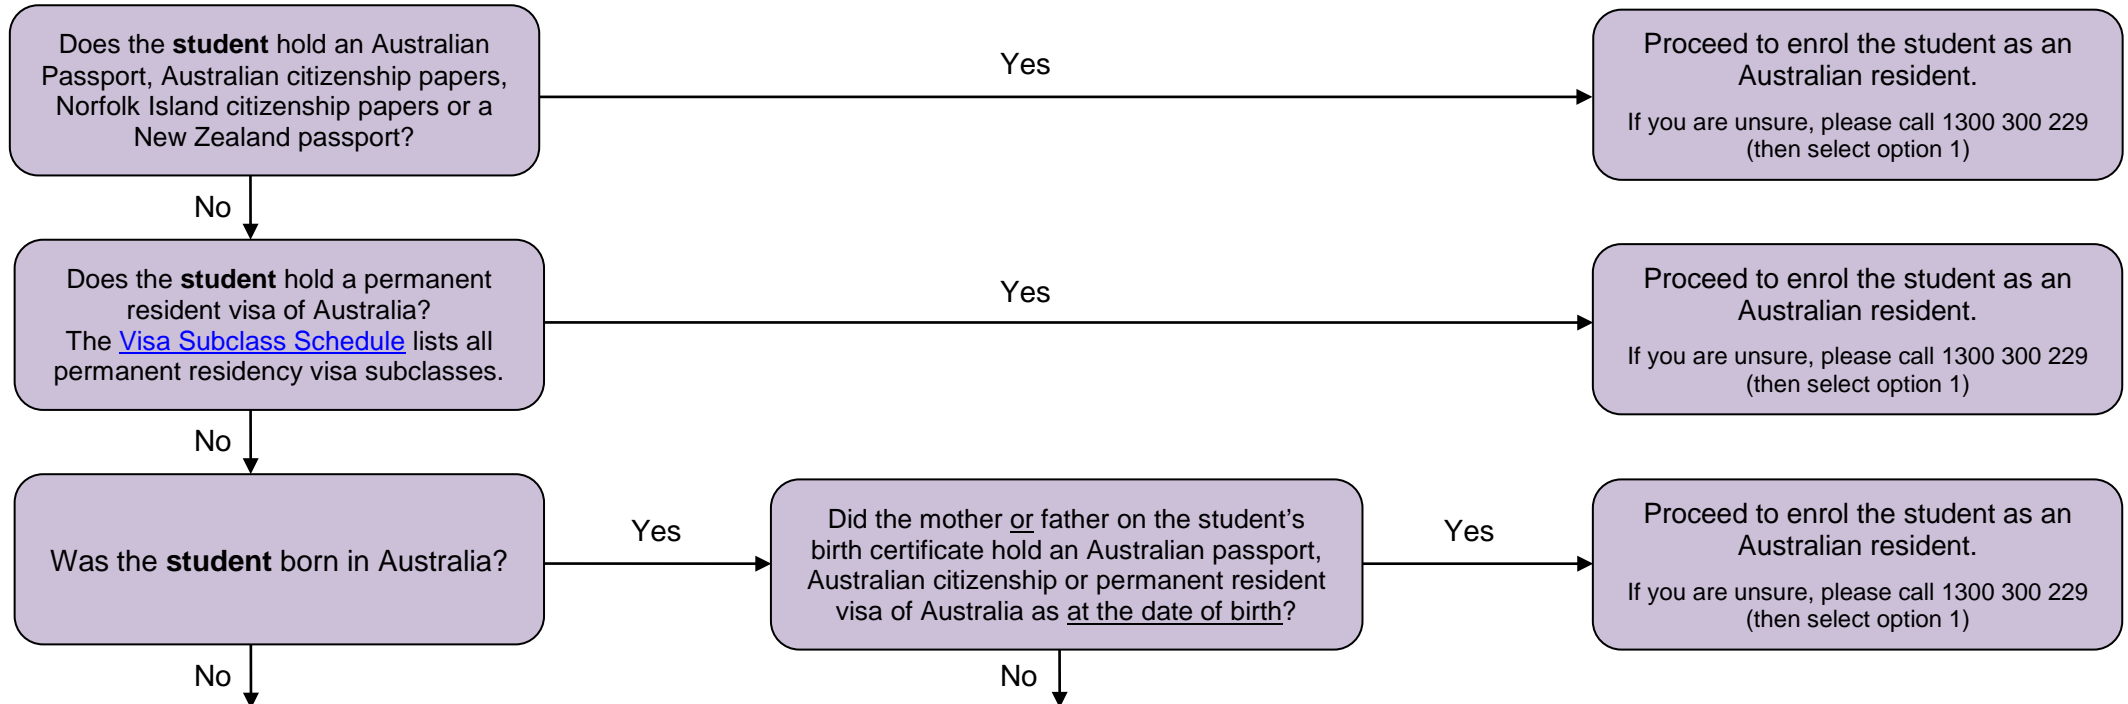 Does the student hold an Australian
Passport, Australian citizenship papers,
Norfolk Island citizenship papers or a
New Zealand passport?
Yes
Proceed to enrol the student as an
Australian resident.
If you are unsure, please call 1300 300 229
(then select option 1)
No
Does the student hold a permanent
resident visa of Australia?
The Visa Subclass Schedule lists all
permanent residency visa subclasses.
Yes
Proceed to enrol the student as an
Australian resident.
If you are unsure, please call 1300 300 229
(then select option 1)
No
Was the student born in Australia?
Yes
Did the mother or father on the student’s
birth certificate hold an Australian passport,
Australian citizenship or permanent resident
visa of Australia as at the date of birth?
Yes
Proceed to enrol the student as an
Australian resident.
If you are unsure, please call 1300 300 229
(then select option 1)
No
No